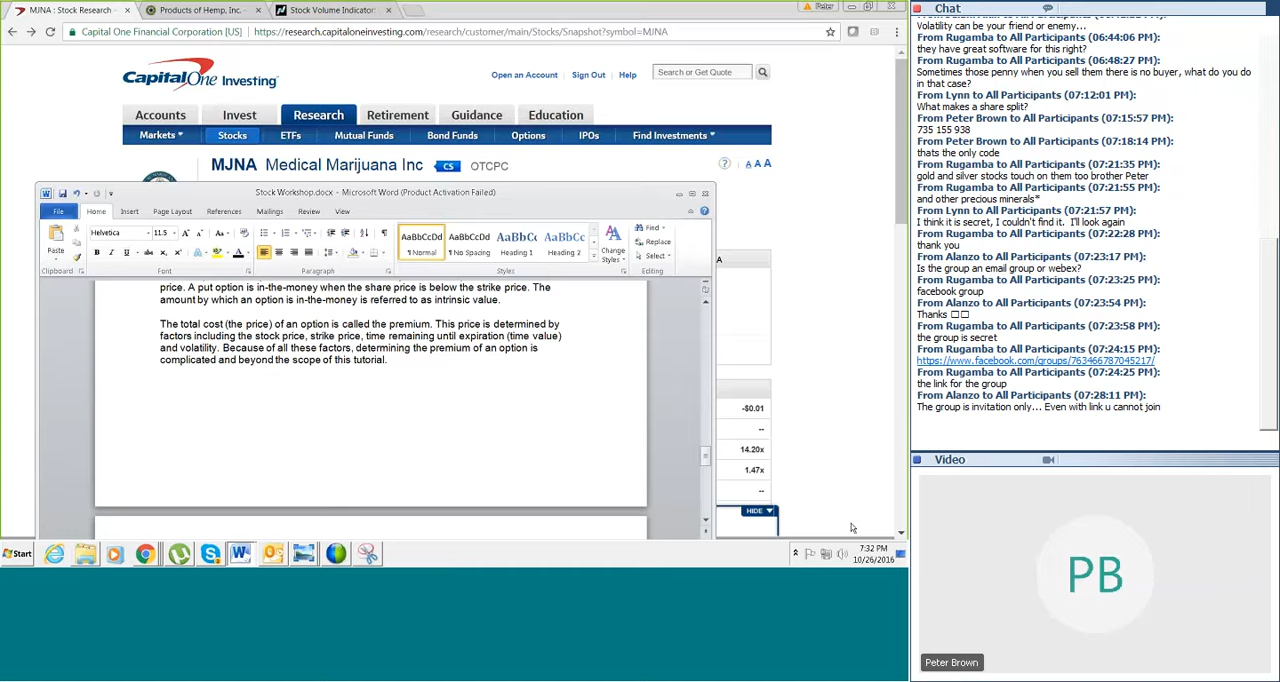 MJNA : Stock Research - × Products of Hemp, Inc. × Stock Volume Indicator: × Peter
Capital One Financial Corporation [US] https://research.capitaloneinvesting.com/research/customer/main/Stocks/Snapshot?symbol=MJNA
Capital One Investing Open an Account Sign Out Help Search or Get Quote
Accounts Invest Research Retirement Guidance Education
Markets Stocks ETFs Mutual Funds Bond Funds Options IPOs Find Investments
MJNA Medical Marijuana Inc CS OTCPC ? A A A
Stock Workshop.docx - Microsoft Word (Product Activation Failed)
File Home Insert Page Layout References Mailings Review View
Paste Helvetica 11.5 A A Aa
B I U abc X₂ X² A ab A
AaBbCcDd AaBbCcDd AaBbCc AaBbCc
¶ Normal ¶ No Spacing Heading 1 Heading 2
Change Styles
Find
Replace
Select
Clipboard Font Paragraph Styles Editing
A
price. A put option is in-the-money when the share price is below the strike price. The
amount by which an option is in-the-money is referred to as intrinsic value.
The total cost (the price) of an option is called the premium. This price is determined by
factors including the stock price, strike price, time remaining until expiration (time value)
and volatility. Because of all these factors, determining the premium of an option is
complicated and beyond the scope of this tutorial.
-$0.01
--
14.20x
1.47x
--
HIDE
Start
7:32 PM
10/26/2016
Chat
Volatility can be your friend or enemy...
From Rugamba to All Participants (06:44:06 PM):
they have great software for this right?
From Rugamba to All Participants (06:48:27 PM):
Sometimes those penny when you sell them there is no buyer, what do you do
in that case?
From Lynn to All Participants (07:12:01 PM):
What makes a share split?
From Peter Brown to All Participants (07:15:57 PM):
735 155 938
From Peter Brown to All Participants (07:18:14 PM):
thats the only code
From Rugamba to All Participants (07:21:35 PM):
gold and silver stocks touch on them too brother Peter
From Rugamba to All Participants (07:21:55 PM):
and other precious minerals*
From Lynn to All Participants (07:21:57 PM):
I think it is secret, I couldn't find it. I'll look again
From Rugamba to All Participants (07:22:28 PM):
thank you
From Alanzo to All Participants (07:23:17 PM):
Is the group an email group or webex?
From Rugamba to All Participants (07:23:25 PM):
facebook group
From Alanzo to All Participants (07:23:54 PM):
Thanks □□
From Rugamba to All Participants (07:23:58 PM):
the group is secret
From Rugamba to All Participants (07:24:15 PM):
https://www.facebook.com/groups/763466787045217/
From Rugamba to All Participants (07:24:25 PM):
the link for the group
From Alanzo to All Participants (07:28:11 PM):
The group is invitation only... Even with link u cannot join
Video
PB
Peter Brown